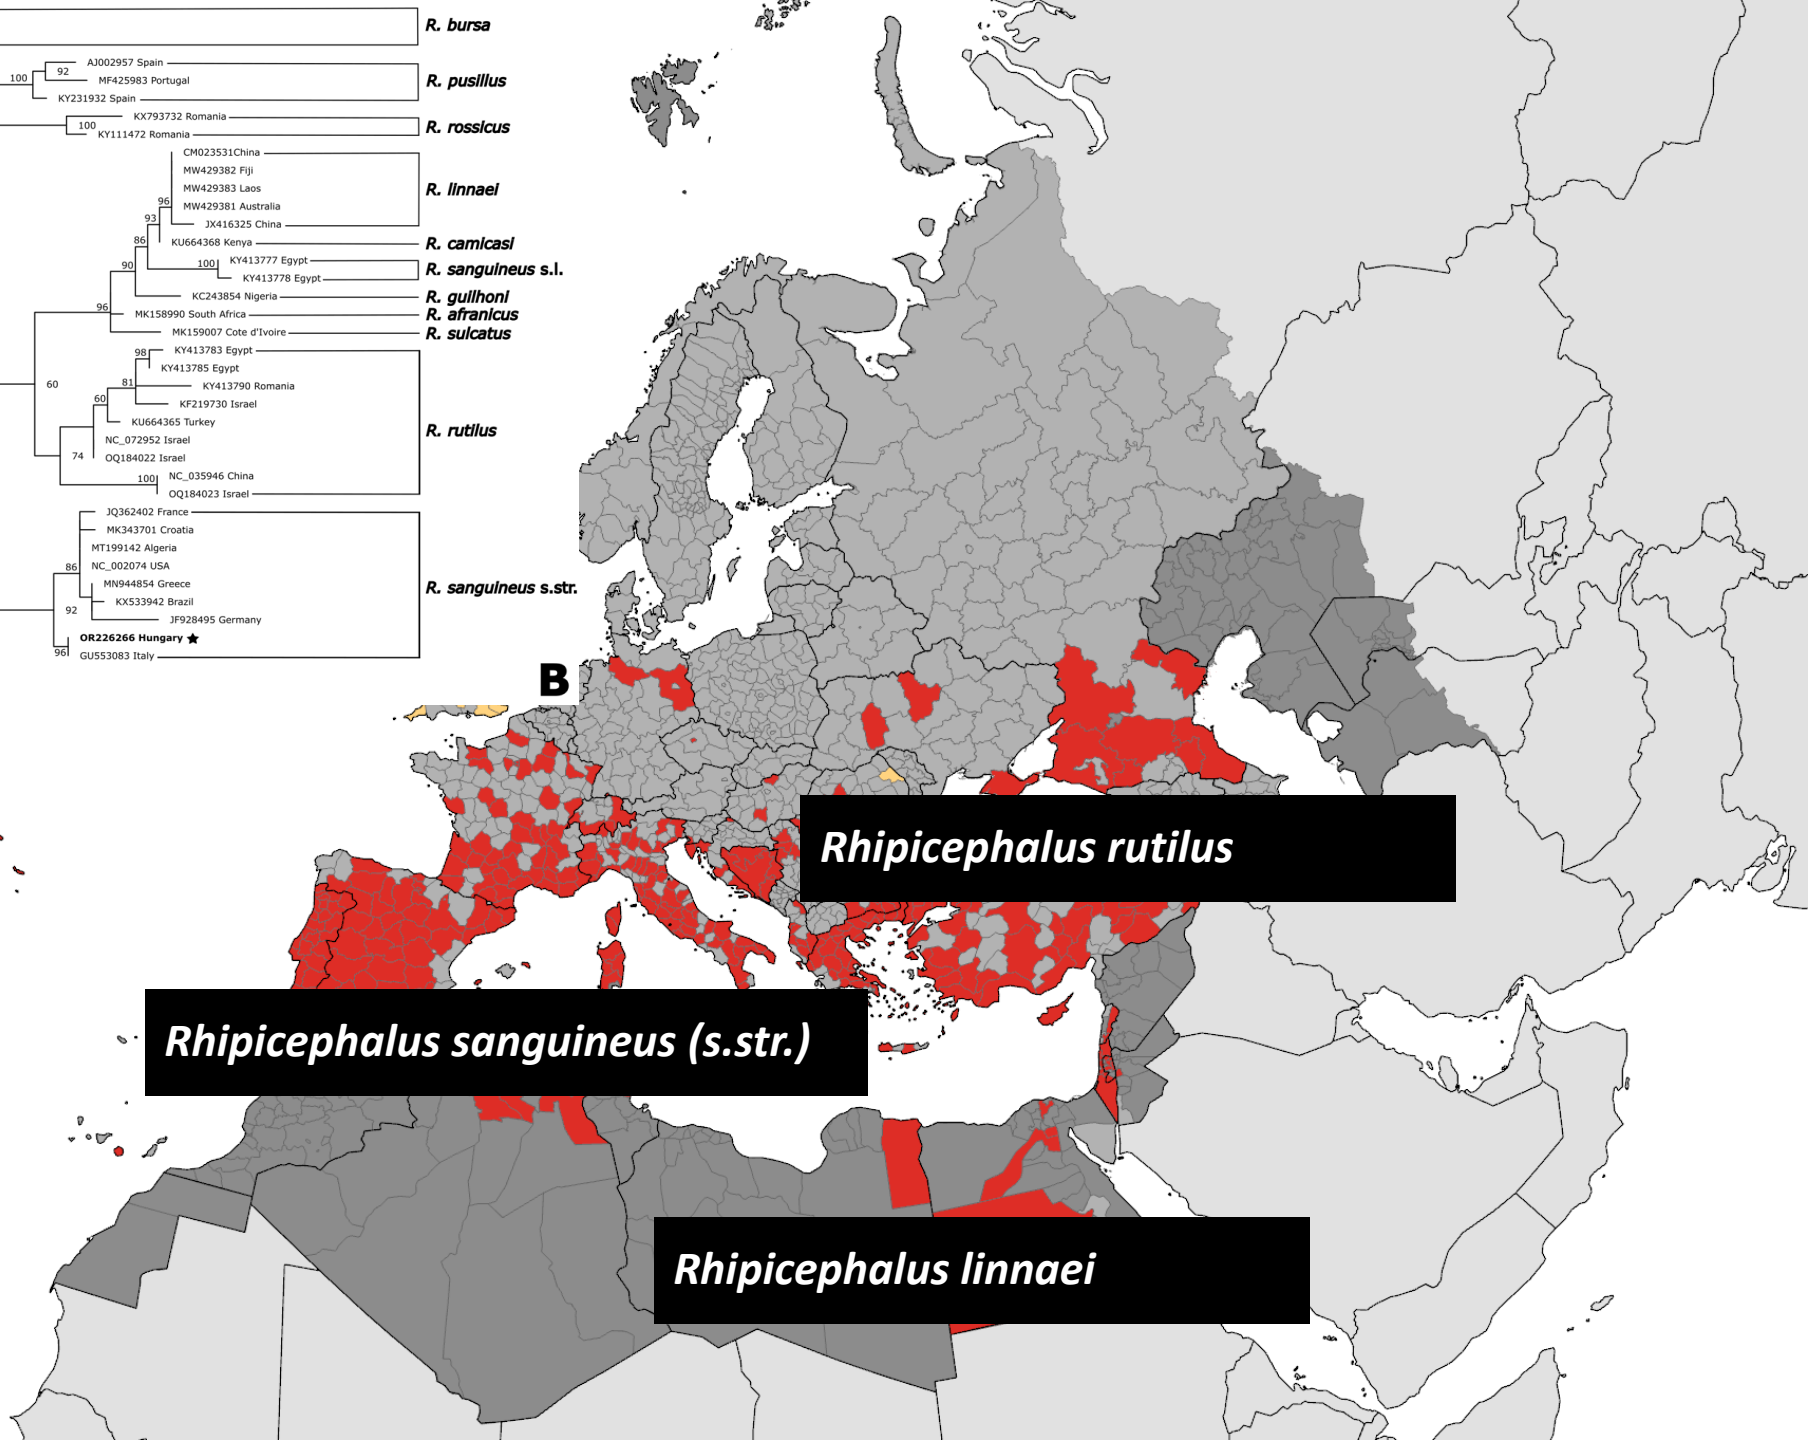 R. bursa
AJ002957 Spain
92
MF425983 Portugal
100
R. pusillus
KY231932 Spain
KX793732 Romania
100
R. rossicus
KY111472 Romania
CM023531China
MW429382 Fiji
MW429383 Laos
R. linnaei
96
MW429381 Australia
93
JX416325 China
86
KU664368 Kenya
R. camicasi
KY413777 Egypt
90
100
R. sanguineus s.l.
KY413778 Egypt
KC243854 Nigeria
R. guilhoni
96
MK158990 South Africa
R. afranicus
MK159007 Cote d'Ivoire
R. sulcatus
98
KY413783 Egypt
KY413785 Egypt
60
81
KY413790 Romania
60
KF219730 Israel
KU664365 Turkey
R. rutilus
NC_072952 Israel
74
OQ184022 Israel
100
NC_035946 China
OQ184023 Israel
JQ362402 France
MK343701 Croatia
MT199142 Algeria
86
NC_002074 USA
MN944854 Greece
R. sanguineus s.str.
KX533942 Brazil
92
JF928495 Germany
OR226266 Hungary ★
96
GU553083 Italy
B
Rhipicephalus rutilus
Rhipicephalus sanguineus (s.str.)
Rhipicephalus linnaei